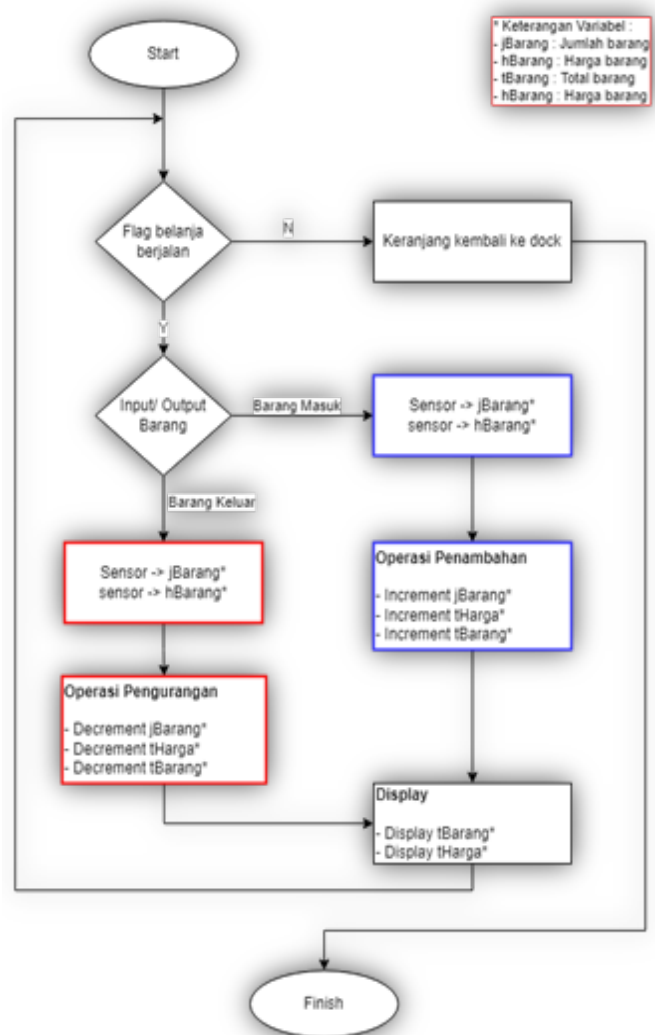 * Keterangan Variabel :
- jBarang : Jumlah barang
- hBarang : Harga barang
- tBarang : Total barang
- hBarang : Harga barang
Start
Flag belanja
berjalan
N
Keranjang kembali ke dock
Y
Input/ Output
Barang
Barang Masuk
Sensor -> jBarang*
sensor -> hBarang*
Barang Keluar
Sensor -> jBarang*
sensor -> hBarang*
Operasi Penambahan
- Increment jBarang*
- Increment tHarga*
- Increment tBarang*
Operasi Pengurangan
- Decrement jBarang*
- Decrement tHarga*
- Decrement tBarang*
Display
- Display tBarang*
- Display tHarga*
Finish